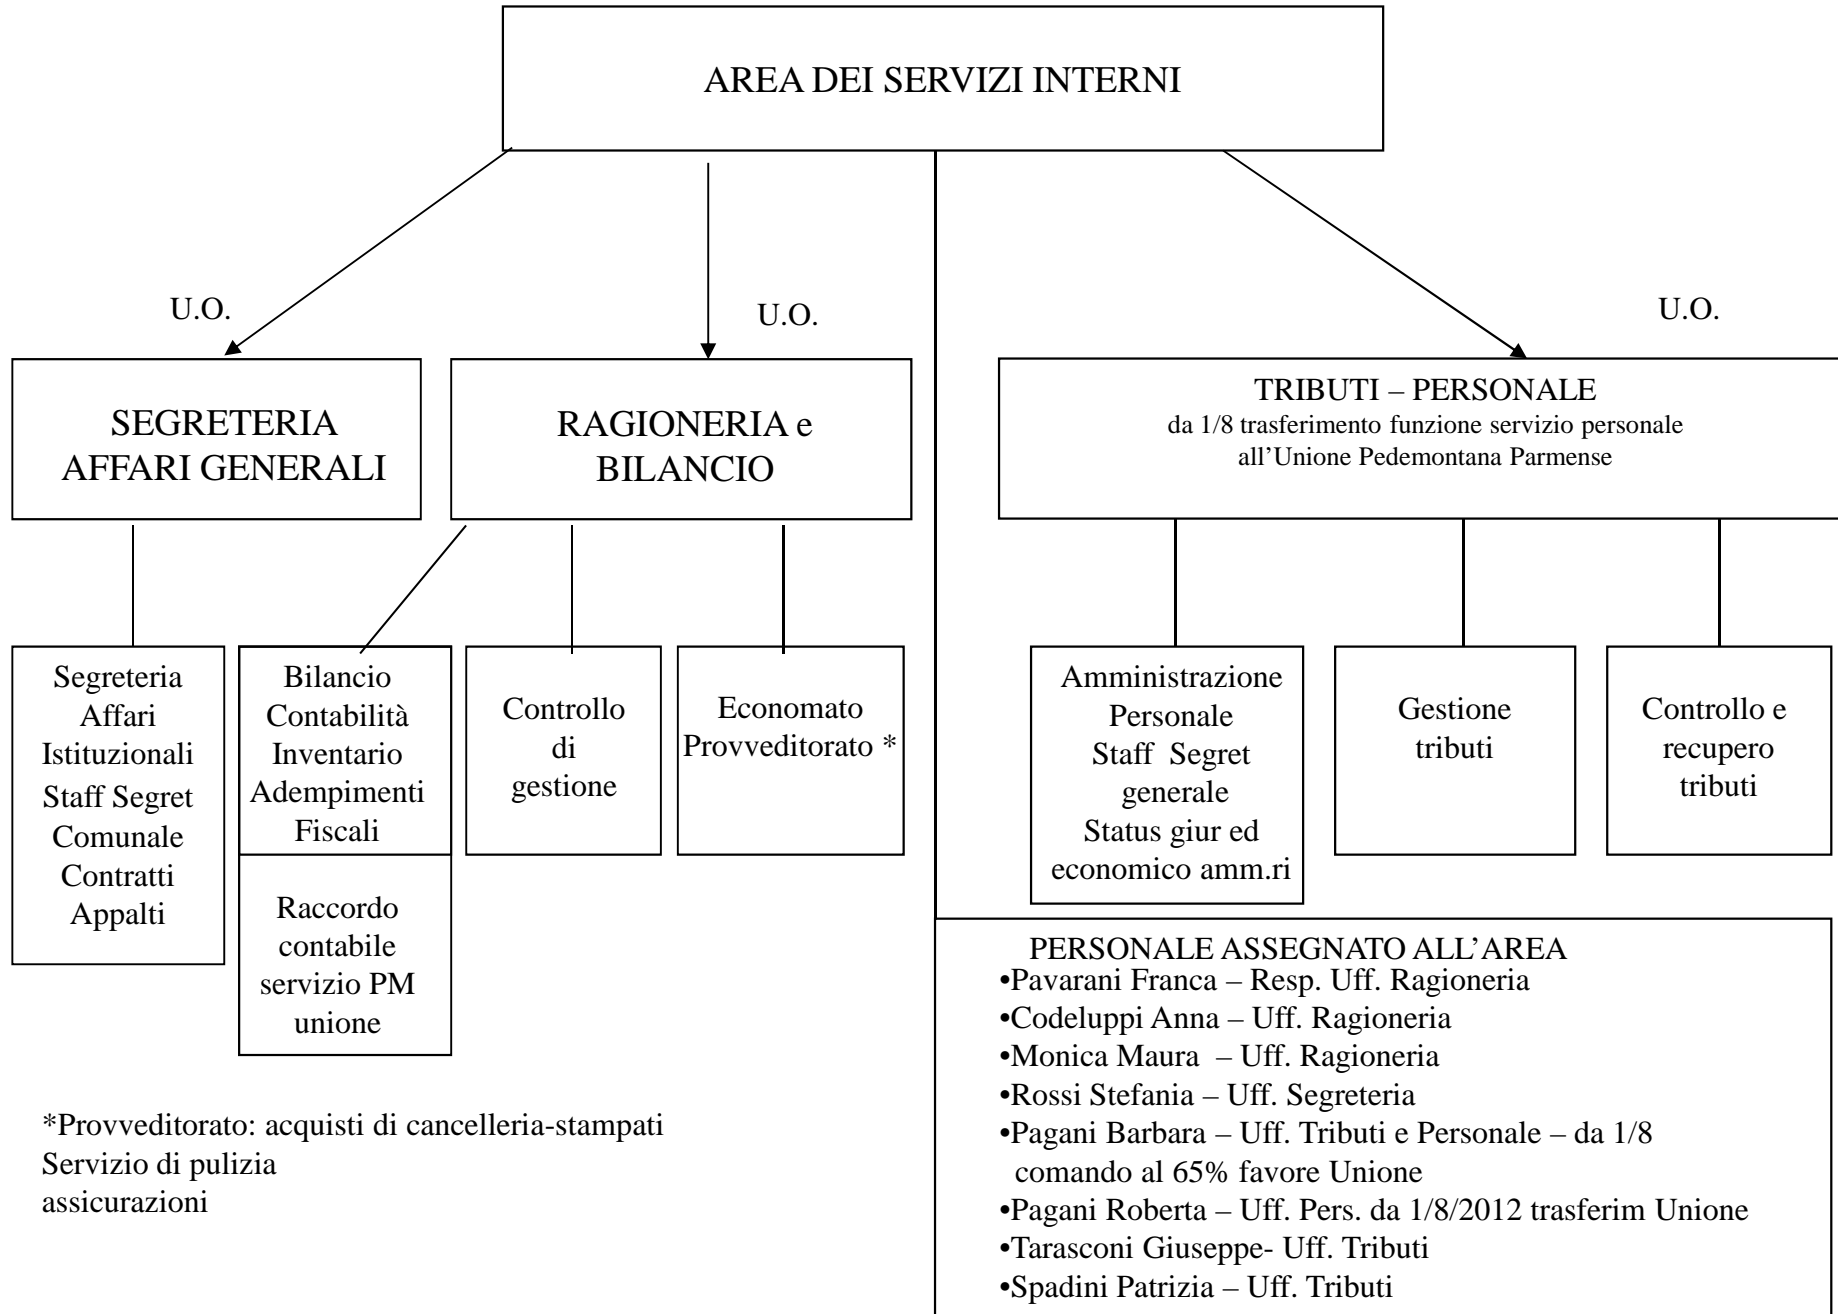 AREA DEI SERVIZI INTERNI
U.O.
U.O.
U.O.
SEGRETERIA
AFFARI GENERALI
RAGIONERIA e
BILANCIO
TRIBUTI – PERSONALE
da 1/8 trasferimento funzione servizio personale
all’Unione Pedemontana Parmense
Segreteria
Affari
Istituzionali
Staff Segret
Comunale
Contratti
Appalti
Bilancio
Contabilità
Inventario
Adempimenti
Fiscali
Raccordo
contabile
servizio PM
unione
Controllo
di
gestione
Economato
Provveditorato *
Amministrazione
Personale
Staff Segret
generale
Status giur ed
economico amm.ri
Gestione
tributi
Controllo e
recupero
tributi
*Provveditorato: acquisti di cancelleria-stampati
Servizio di pulizia
assicurazioni
PERSONALE ASSEGNATO ALL’AREA
•Pavarani Franca – Resp. Uff. Ragioneria
•Codeluppi Anna – Uff. Ragioneria
•Monica Maura – Uff. Ragioneria
•Rossi Stefania – Uff. Segreteria
•Pagani Barbara – Uff. Tributi e Personale – da 1/8
comando al 65% favore Unione
•Pagani Roberta – Uff. Pers. da 1/8/2012 trasferim Unione
•Tarasconi Giuseppe- Uff. Tributi
•Spadini Patrizia – Uff. Tributi